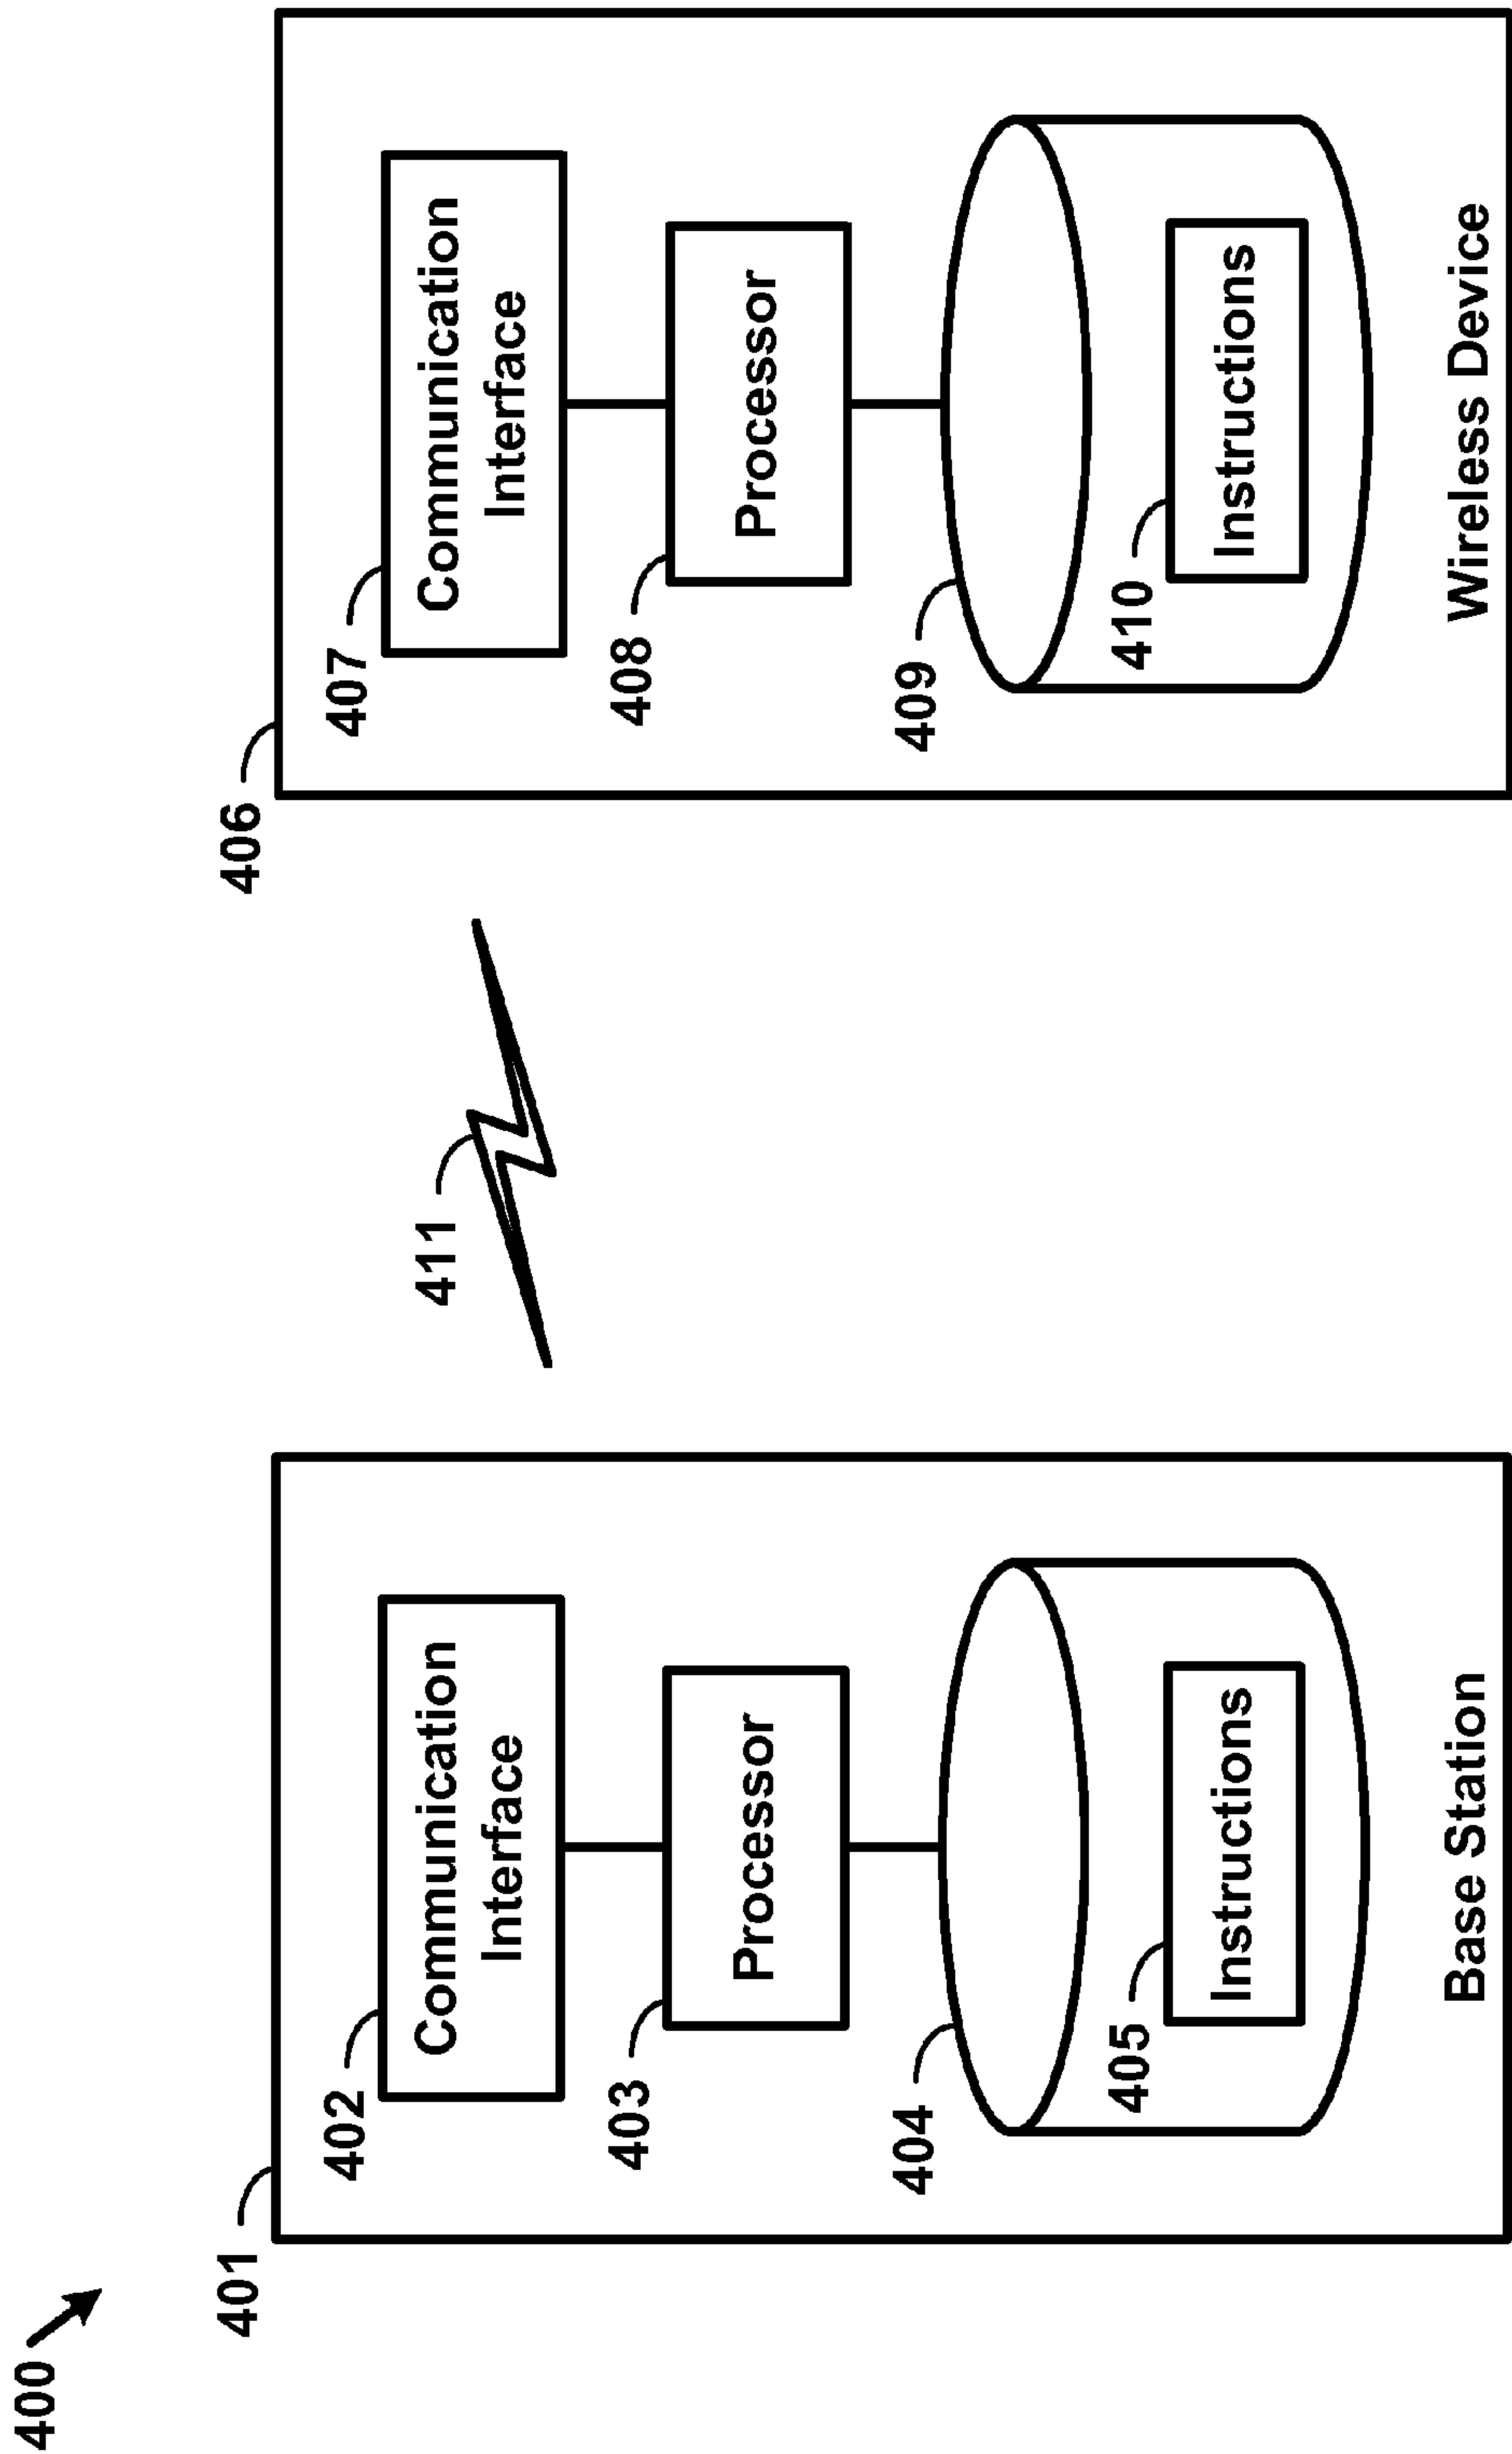 400
401
402
Communication
Interface
403
Processor
404
405
Instructions
Base Station
411
406
407
Communication
Interface
408
Processor
409
410
Instructions
Wireless Device